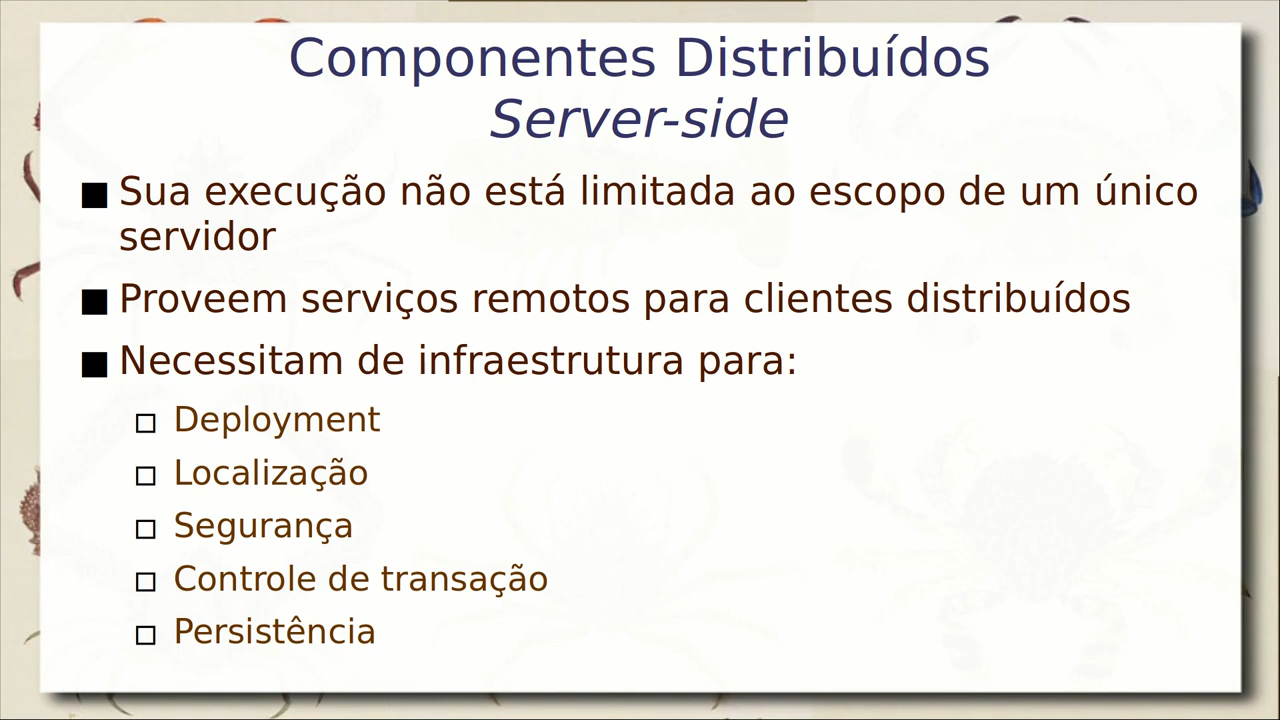 Componentes Distribuídos
Server-side
■ Sua execução não está limitada ao escopo de um único
servidor
■ Proveem serviços remotos para clientes distribuídos
■ Necessitam de infraestrutura para:
□ Deployment
□ Localização
□ Segurança
□ Controle de transação
□ Persistência